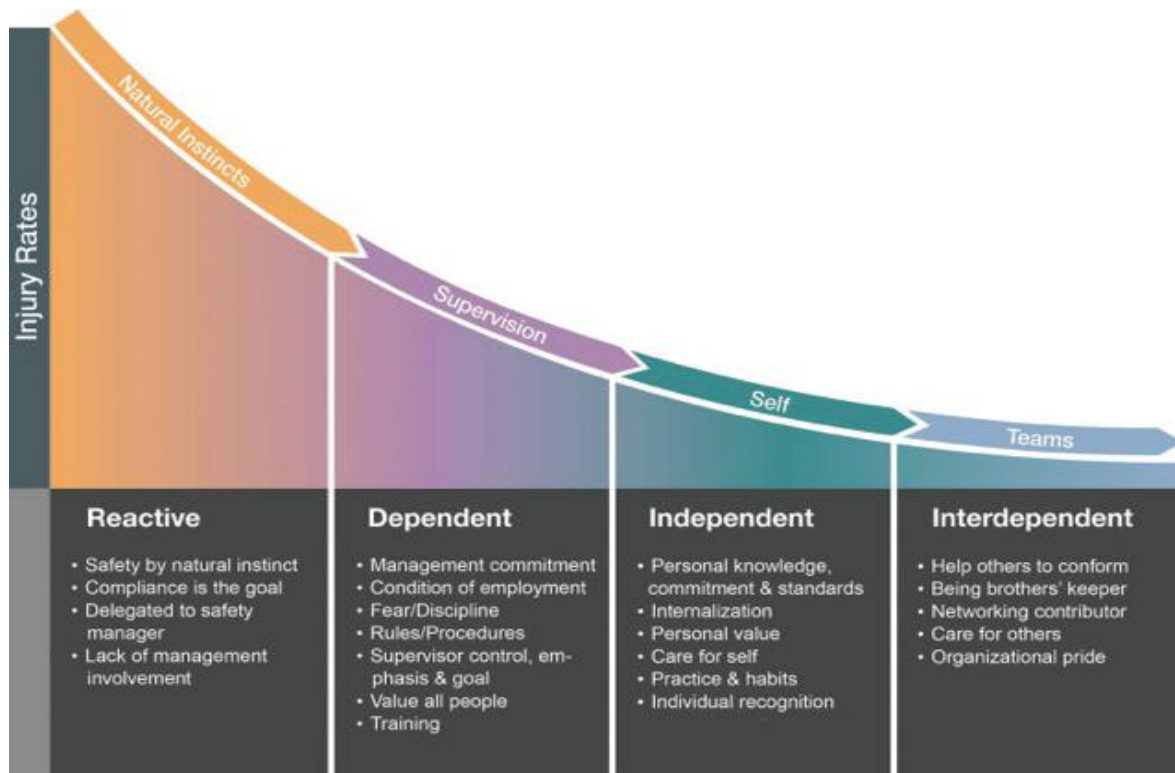 Injury Rates
Natural Instincts
Supervision
Self
Teams
Reactive
• Safety by natural instinct
• Compliance is the goal
• Delegated to safety
manager
• Lack of management
involvement
Dependent
• Management commitment
• Condition of employment
• Fear/Discipline
• Rules/Procedures
• Supervisor control, em-
phasis & goal
• Value all people
• Training
Independent
• Personal knowledge,
commitment & standards
• Internalization
• Personal value
• Care for self
• Practice & habits
• Individual recognition
Interdependent
• Help others to conform
• Being brothers' keeper
• Networking contributor
• Care for others
• Organizational pride